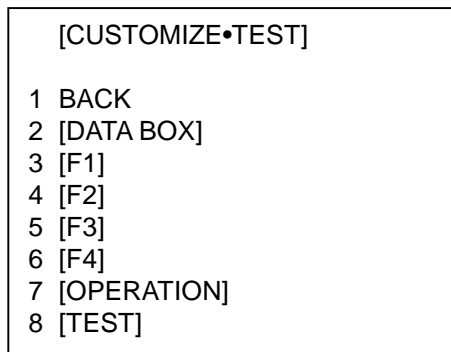 [CUSTOMIZE•TEST]
1 BACK
2 [DATA BOX]
3 [F1]
4 [F2]
5 [F3]
6 [F4]
7 [OPERATION]
8 [TEST]